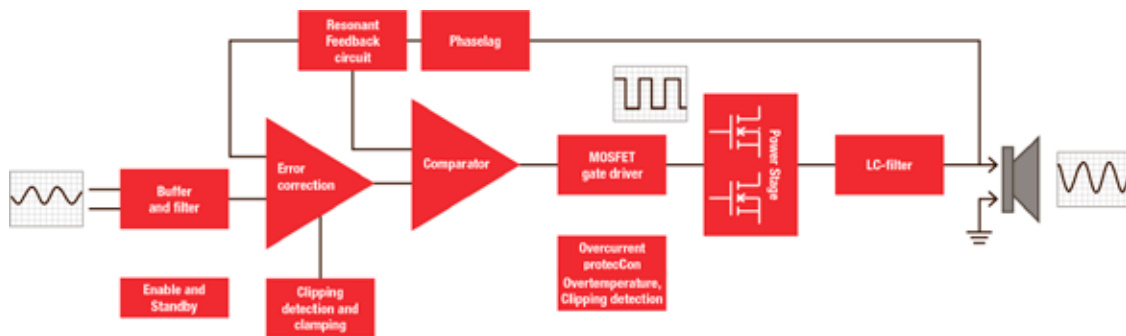 Resonant
Feedback
circuit
Phaselag
Buffer
and filter
Error
correction
Comparator
MOSFET
gate driver
Power Stage
LC-filter
Enable and
Standby
Clipping
detection and
clamping
Overcurrent
protecCon
Overtemperature,
Clipping detection